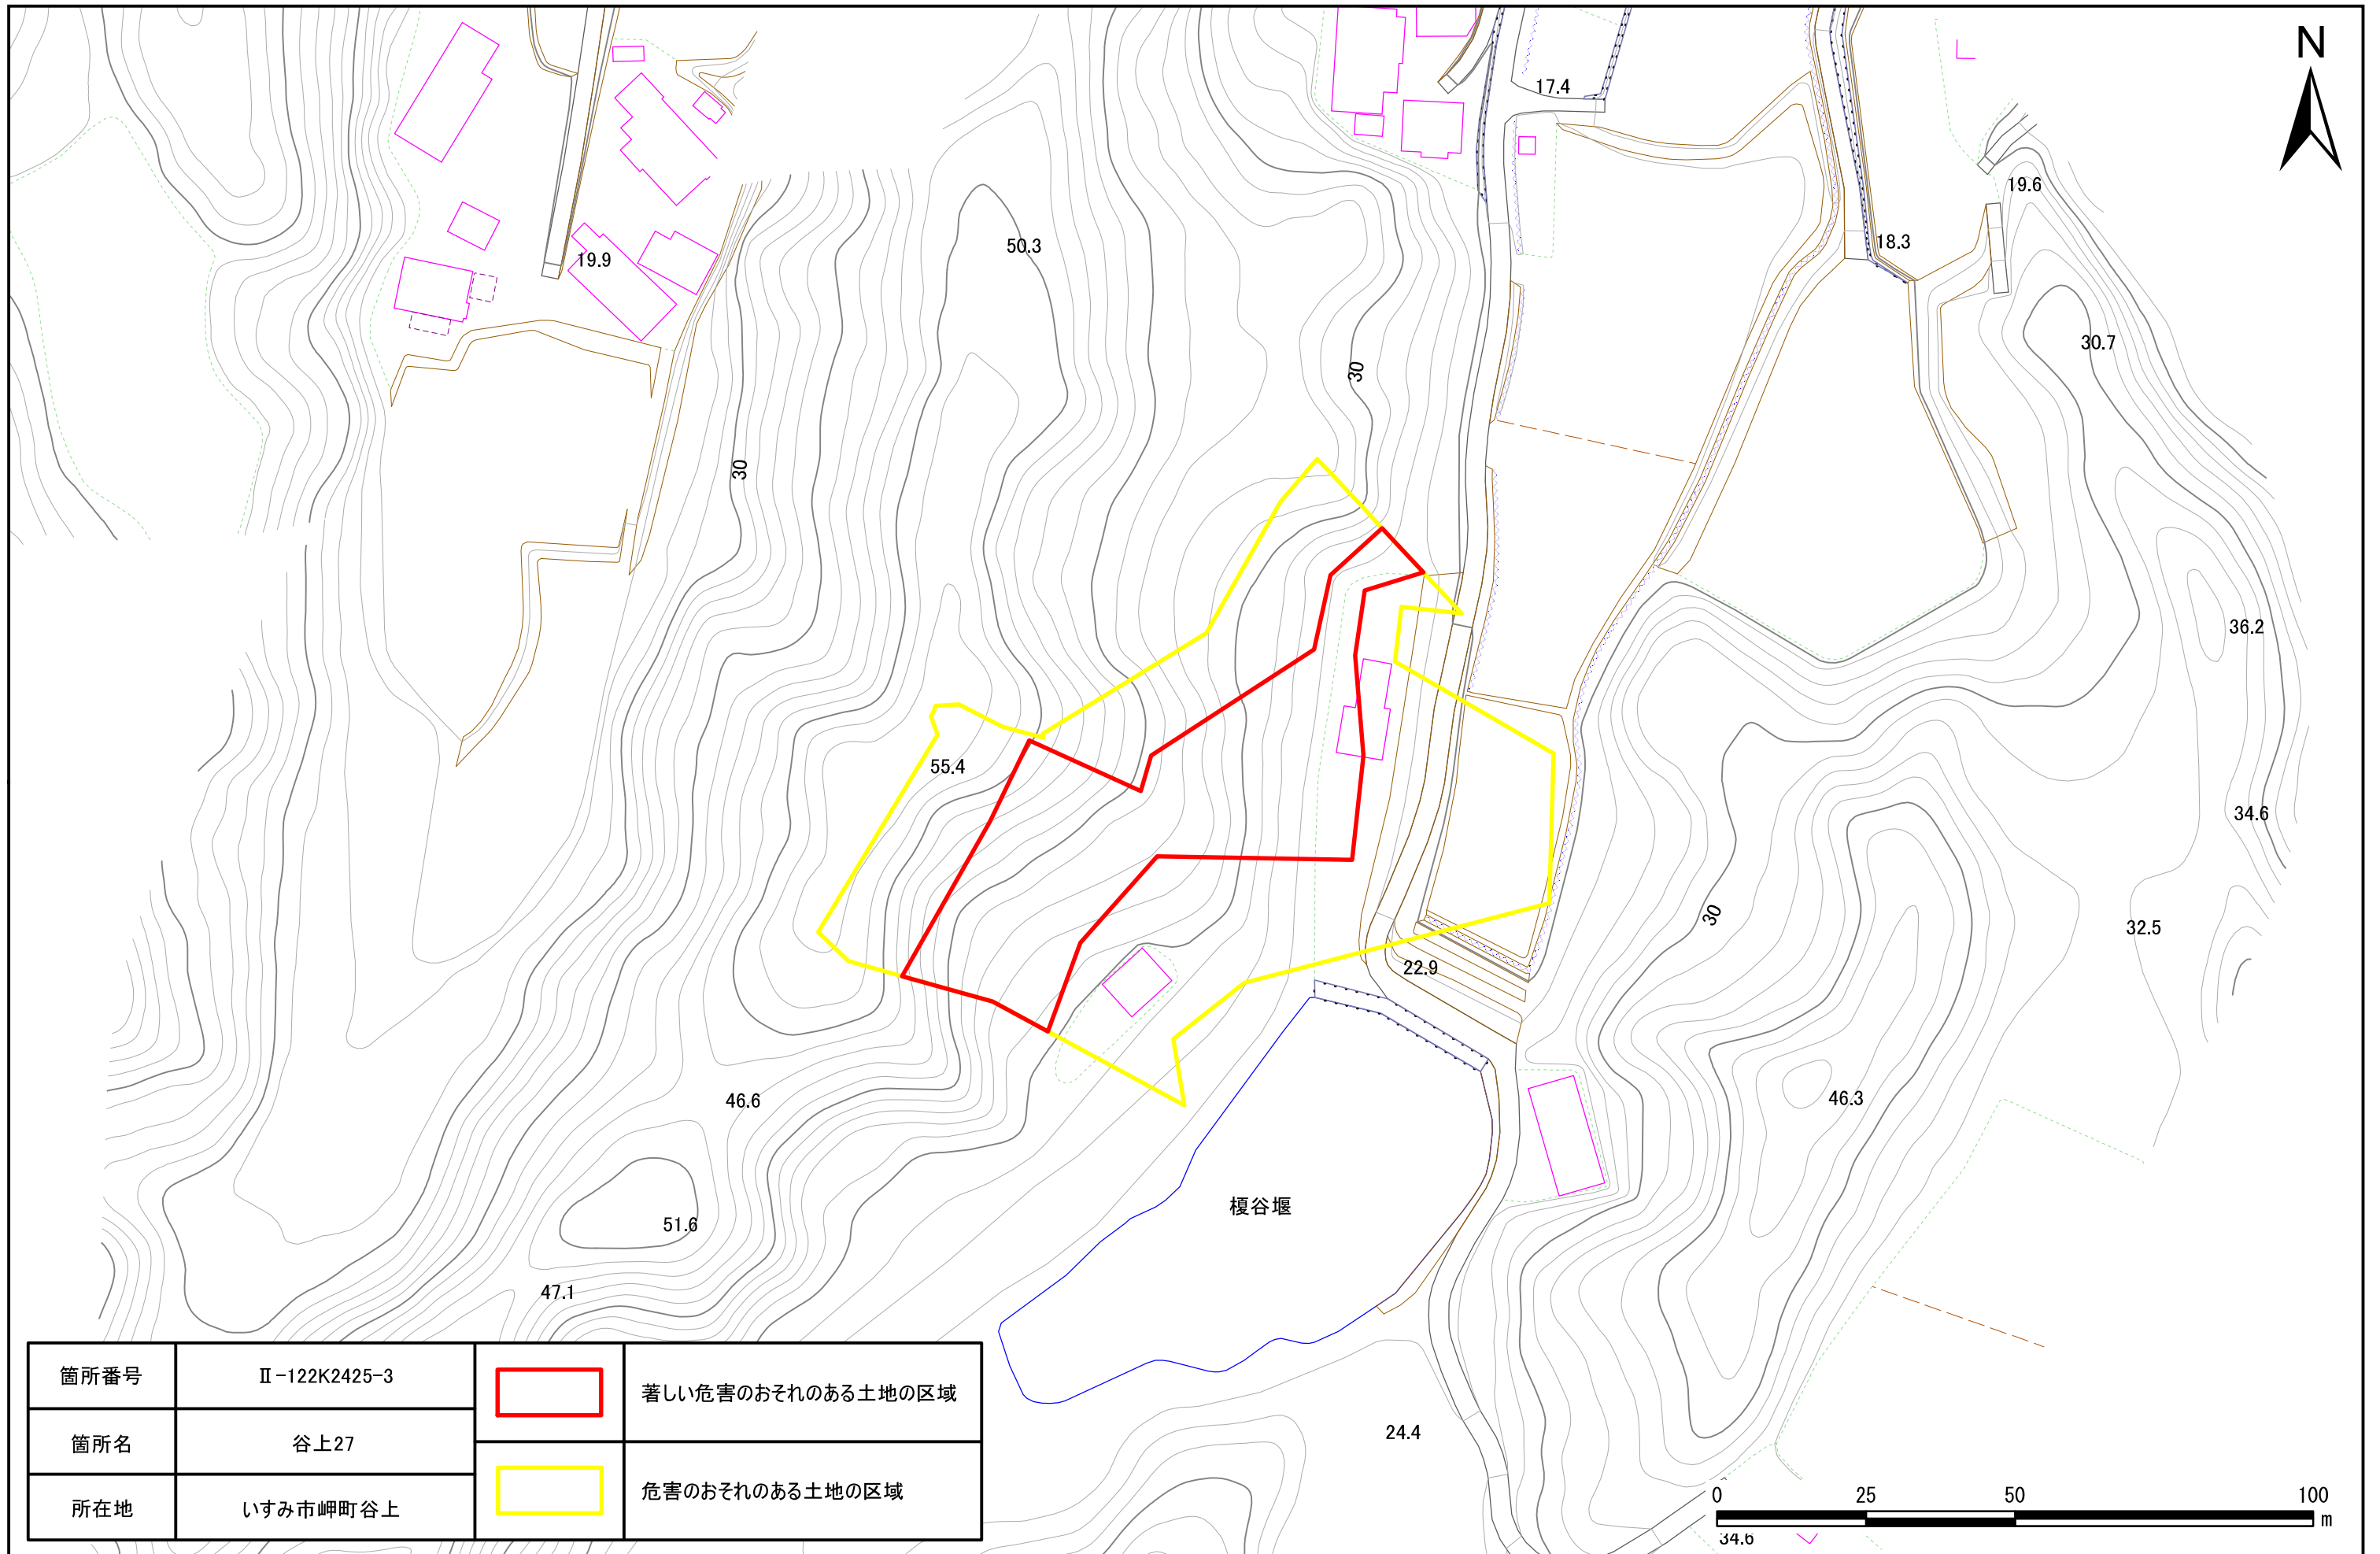 N
17.4
19.6
18.3
50.3
19.9
30.7
30
30
36.2
55.4
34.6
30
32.5
22.9
46.6
46.3
榎谷堰
51.6
47.1
24.4
箇所番号 Ⅱ-122K2425-3
箇所名 谷上27
所在地 いすみ市岬町谷上
著しい危害のおそれのある土地の区域
危害のおそれのある土地の区域
0 25 50 100
m
34.6